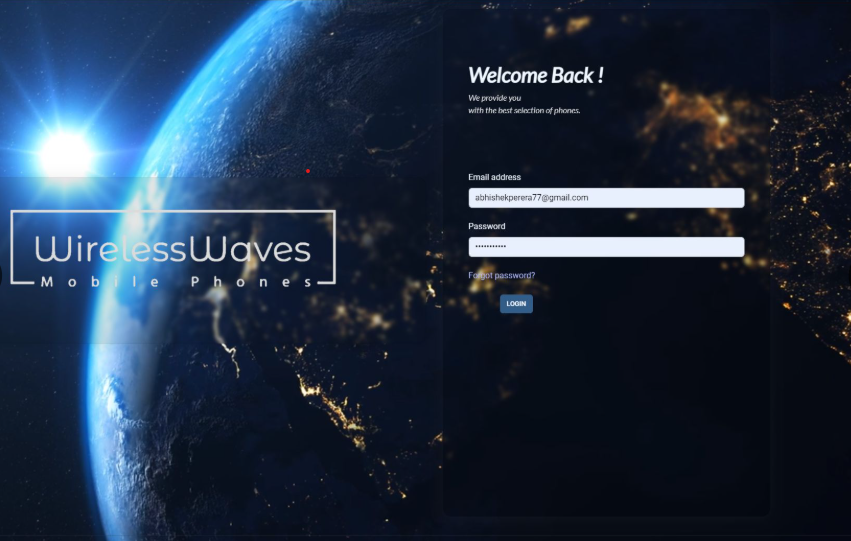 WirelessWaves
Mobile Phones
Welcome Back !
We provide you
with the best selection of phones.
Email address
abhishekperera77@gmail.com
Password
•••••••••••
Forgot password?
LOGIN